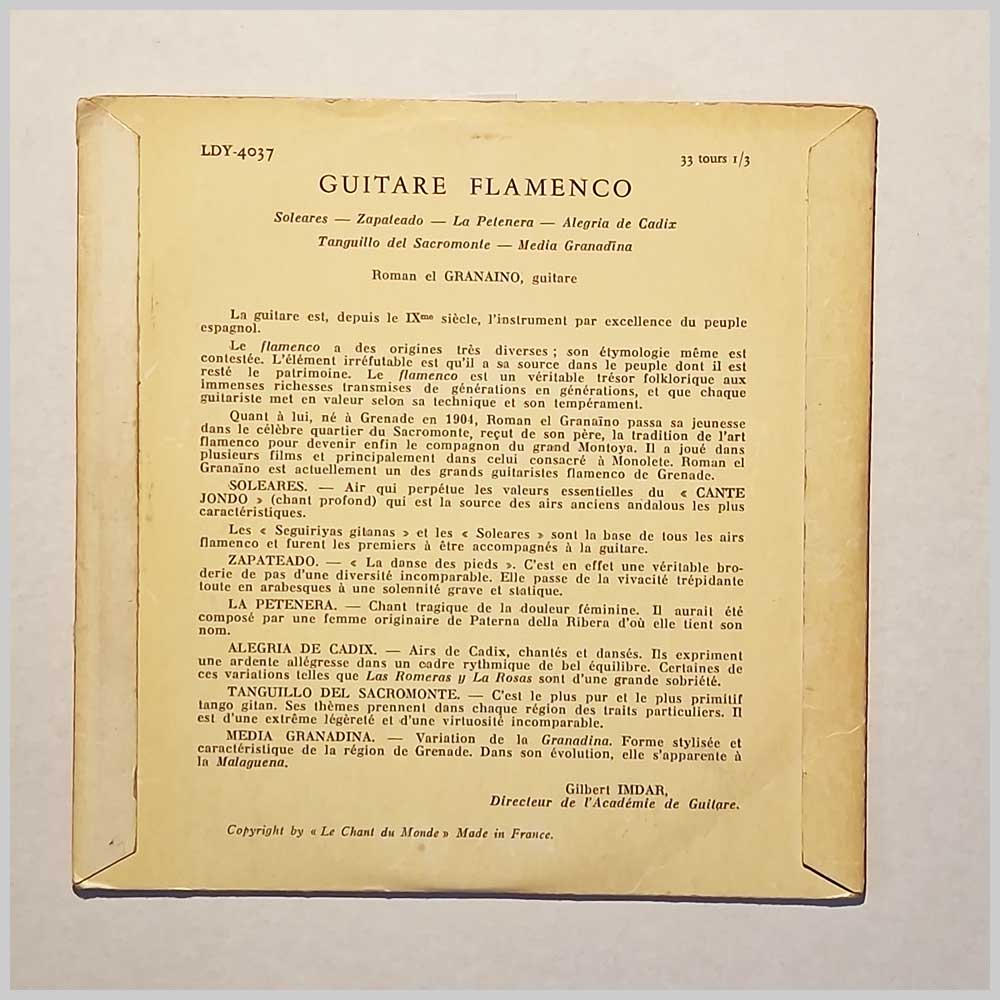 LDY-4037
33 tours 1/3
GUITARE FLAMENCO
Soleares — Zapateado — La Petenera — Alegria de Cadix
Tanguillo del Sacromonte — Media Granadîna
Roman el GRANAINO, guitare
La guitare est, depuis le IXme siècle, l'instrument par excellence du peuple
espagnol.
Le flamenco a des origines très diverses ; son étymologie même est
contestée. L'élément irréfutable est qu'il a sa source dans le peuple dont il est
resté le patrimoine. Le flamenco est un véritable trésor folklorique aux
immenses richesses transmises de générations en générations, et que chaque
guitariste met en valeur selon sa technique et son tempérament.
Quant à lui, né à Grenade en 1904, Roman el Granaïno passa sa jeunesse
dans le célèbre quartier du Sacromonte, reçut de son père, la tradition de l'art
flamenco pour devenir enfin le compagnon du grand Montoya. Il a joué dans
plusieurs films et principalement dans celui consacré à Monolete. Roman el
Granaïno est actuellement un des grands guitaristes flamenco de Grenade.
SOLEARES. — Air qui perpétue les valeurs essentielles du « CANTE
JONDO » (chant profond) qui est la source des airs anciens andalous les plus
caractéristiques.
Les « Seguiriyas gitanas » et les « Soleares » sont la base de tous les airs
flamenco et furent les premiers à être accompagnés à la guitare.
ZAPATEADO. — « La danse des pieds ». C'est en effet une véritable bro-
derie de pas d'une diversité incomparable. Elle passe de la vivacité trépidante
toute en arabesques à une solennité grave et statique.
LA PETENERA. — Chant tragique de la douleur féminine. Il aurait été
composé par une femme originaire de Paterna della Ribera d'où elle tient son
nom.
ALEGRIA DE CADIX. — Airs de Cadix, chantés et dansés. Ils expriment
une ardente allégresse dans un cadre rythmique de bel équilibre. Certaines de
ces variations telles que Las Romeras y La Rosas sont d'une grande sobriété.
TANGUILLO DEL SACROMONTE. — C'est le plus pur et le plus primitif
tango gitan. Ses thèmes prennent dans chaque région des traits particuliers. Il
est d'une extrême légèreté et d'une virtuosité incomparable.
MEDIA GRANADINA. — Variation de la Granadina. Forme stylisée et
caractéristique de la région de Grenade. Dans son évolution, elle s'apparente à
la Malaguena.
Gilbert IMDAR,
Directeur de l'Académie de Guitare.
Copyright by « Le Chant du Monde » Made in France.